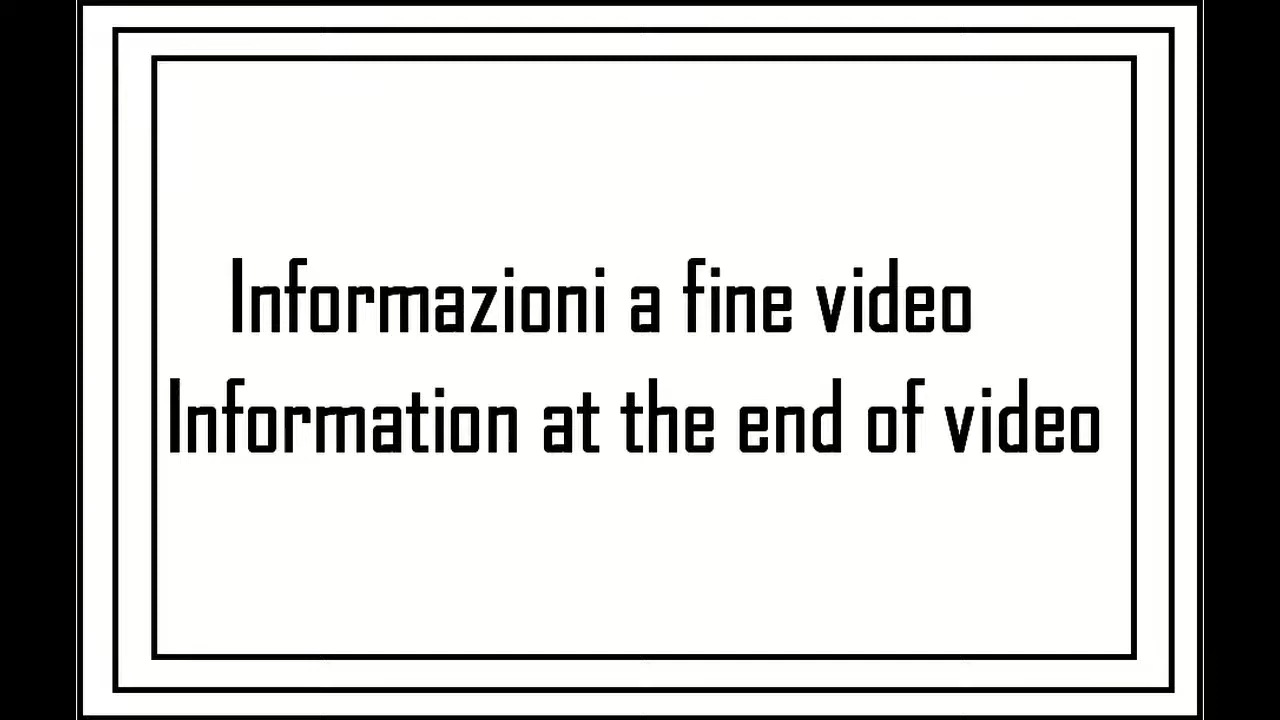 Informazioni a fine video
Information at the end of video